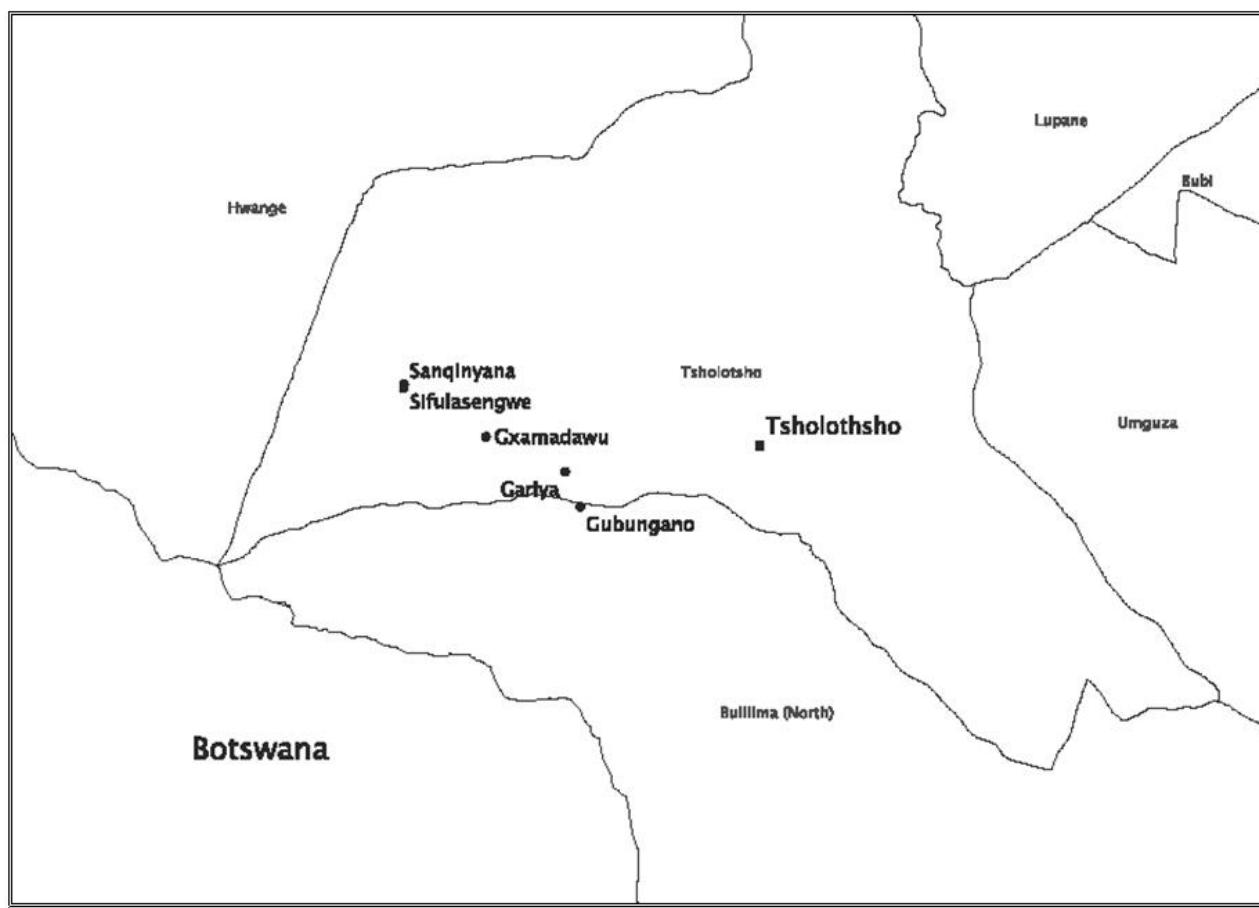 Lupane
Bubi
Hwange
Sanqinyana
Sifulasengwe
Tsholotsho
Tsholothsho
Umguza
Gxamadawu
Gariya
Gubungano
Bulilima (North)
Botswana